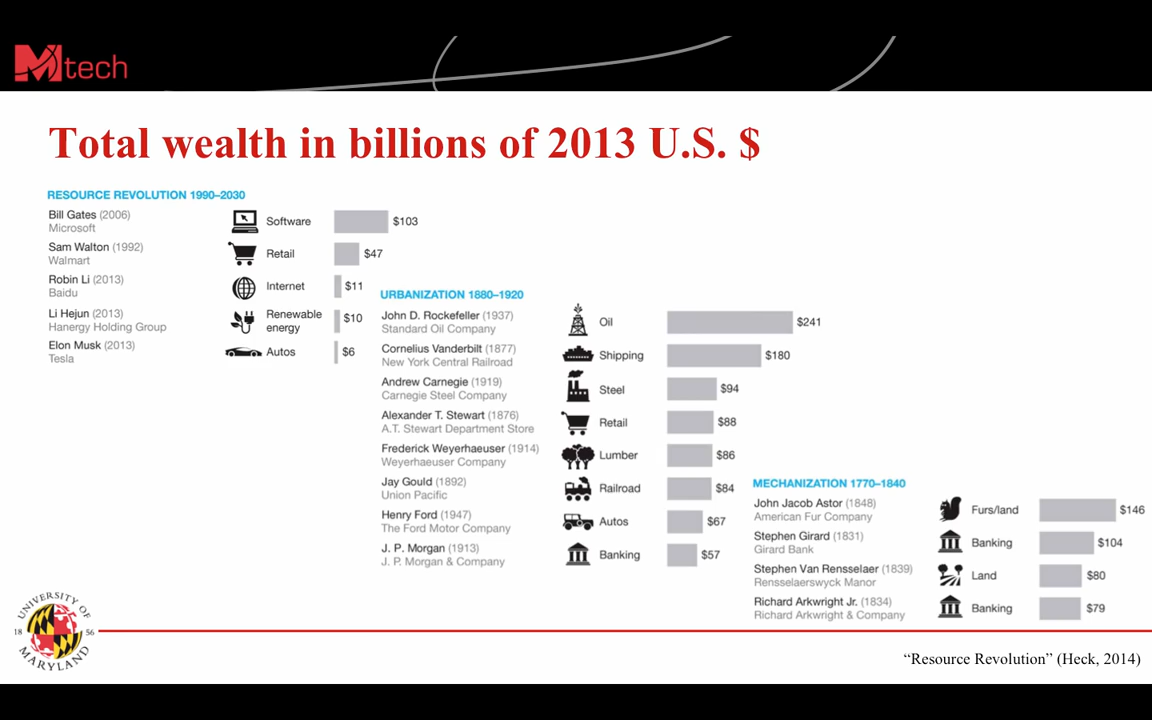 Mtech
Total wealth in billions of 2013 U.S. $
RESOURCE REVOLUTION 1990–2030
Bill Gates (2006)
Microsoft
Software
$103
Sam Walton (1992)
Walmart
Retail
$47
Robin Li (2013)
Baidu
Internet
$11
Li Hejun (2013)
Hanergy Holding Group
Renewable
energy
$10
Elon Musk (2013)
Tesla
Autos
$6
URBANIZATION 1880–1920
John D. Rockefeller (1937)
Standard Oil Company
Oil
$241
Cornelius Vanderbilt (1877)
New York Central Railroad
Shipping
$180
Andrew Carnegie (1919)
Carnegie Steel Company
Steel
$94
Alexander T. Stewart (1876)
A.T. Stewart Department Store
Retail
$88
Frederick Weyerhaeuser (1914)
Weyerhaeuser Company
Lumber
$86
Jay Gould (1892)
Union Pacific
Railroad
$84
Henry Ford (1947)
The Ford Motor Company
Autos
$67
J. P. Morgan (1913)
J. P. Morgan & Company
Banking
$57
MECHANIZATION 1770–1840
John Jacob Astor (1848)
American Fur Company
Furs/land
$146
Stephen Girard (1831)
Girard Bank
Banking
$104
Stephen Van Rensselaer (1839)
Rensselaerswyck Manor
Land
$80
Richard Arkwright Jr. (1834)
Richard Arkwright & Company
Banking
$79
UNIVERSITY OF
18 56
MARYLAND
“Resource Revolution” (Heck, 2014)